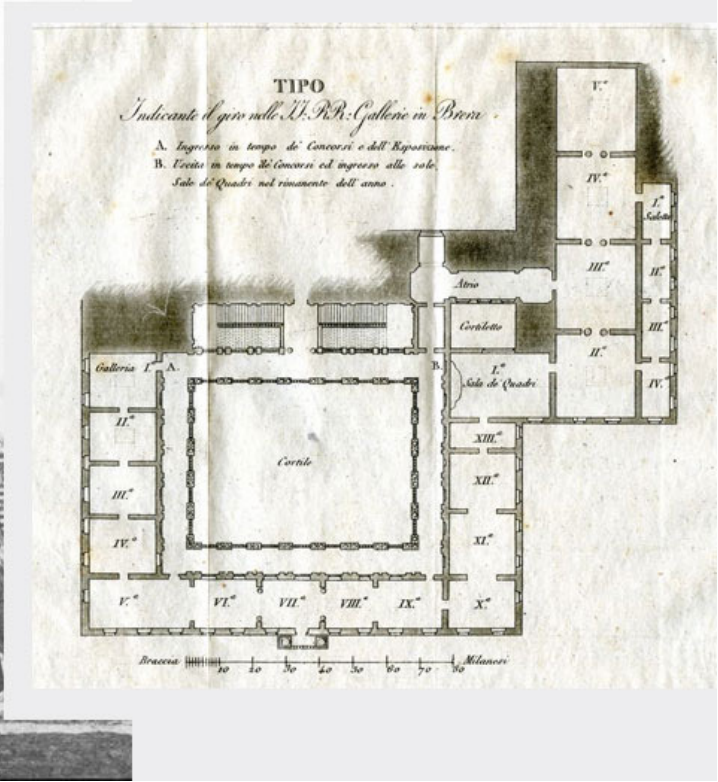 TIPO
Indicante il giro nelle II: RR: Gallerie in Brera.
A. Ingresso in tempo de' Concorsi e dell'Esposizione.
B. Uscita in tempo de' Concorsi ed ingresso alle sole
Sale de' Quadri nel rimanente dell'anno.
V.a
IV.a
I.o
Saletto
III.a
II.o
Atrio
Cortiletto
III.o
II.a
Galleria I.a
A.
B.
I.a
Sala de' Quadri
IV.o
II.a
XIII.a
XII.a
Cortile
III.a
IV.a
XI.a
V.a
VI.a
VII.a
VIII.a
IX.a
X.a
Braccia 10 20 30 40 50 60 70 80 Milanesi